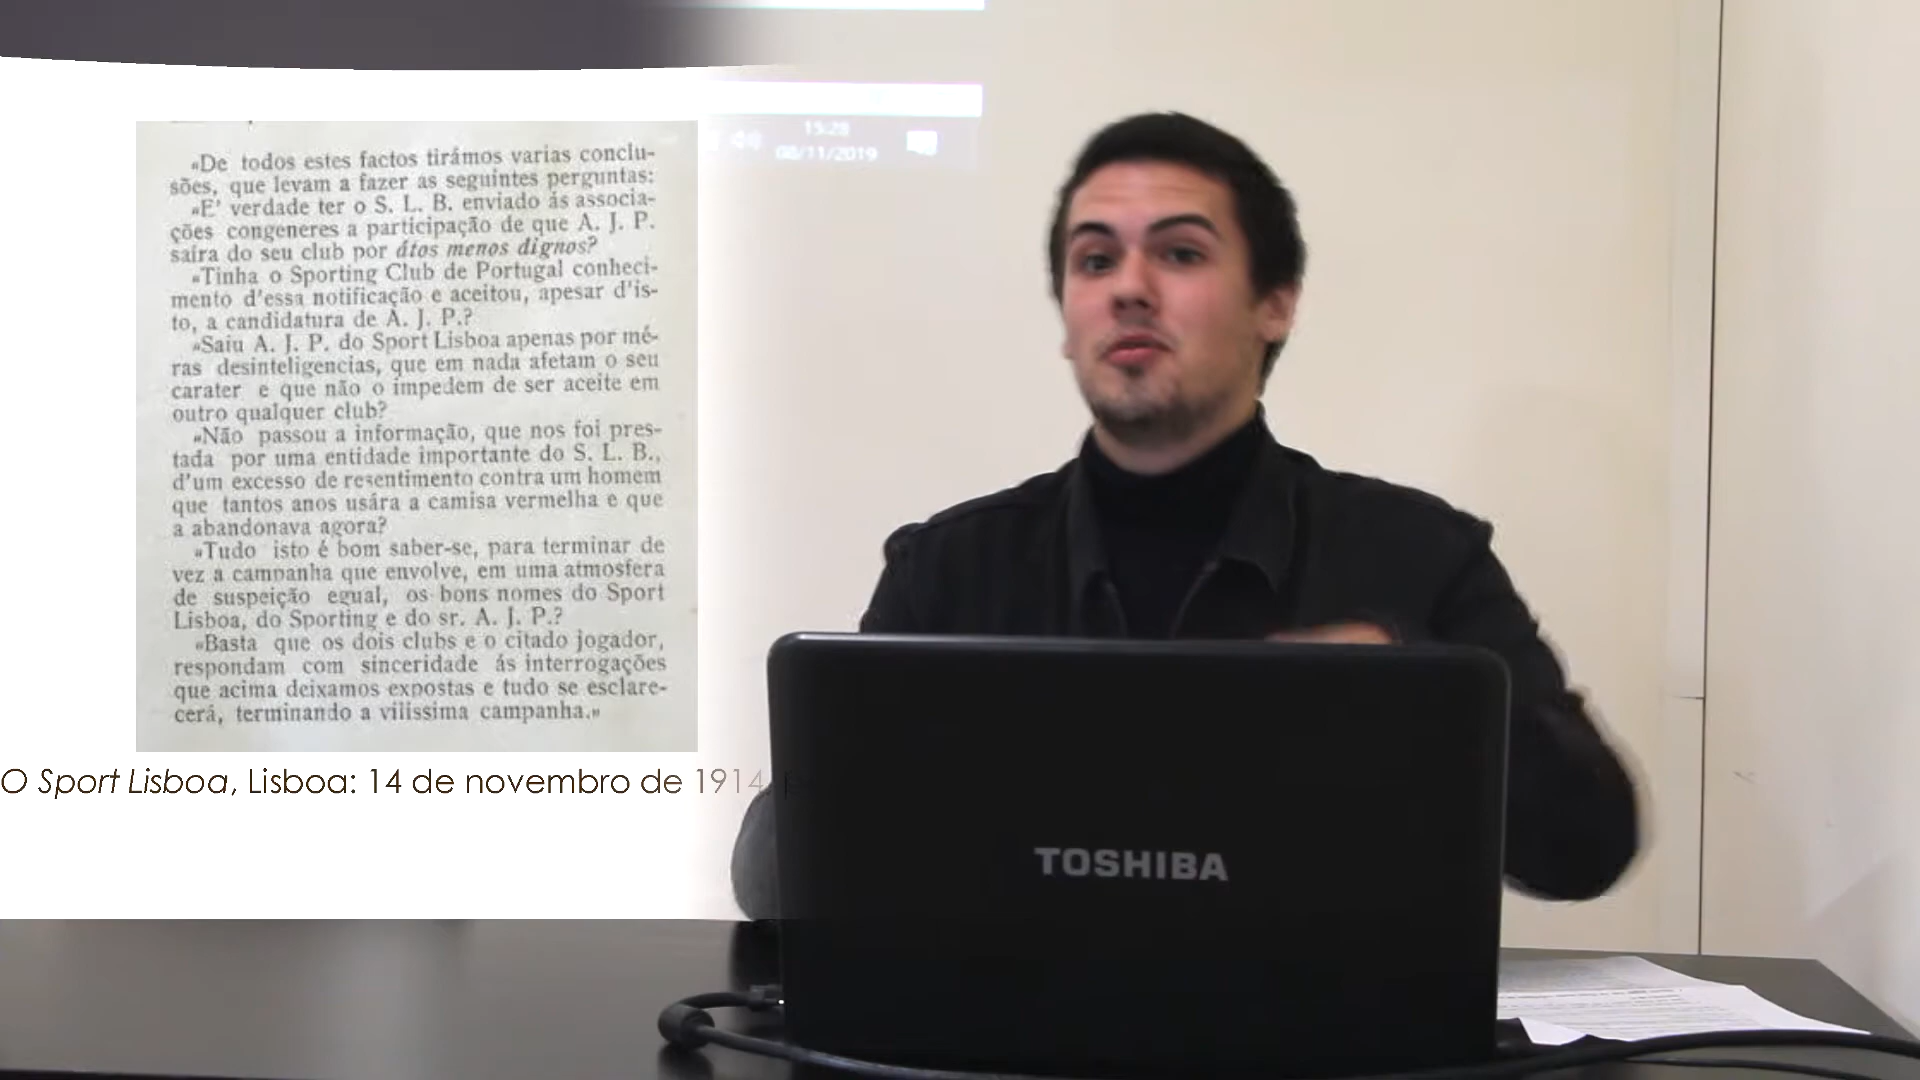 15:28
08/11/2019
«De todos estes factos tirámos varias conclu-
sões, que levam a fazer as seguintes perguntas:
«E' verdade ter o S. L. B. enviado ás associa-
ções congeneres a participação de que A. J. P.
saíra do seu club por átos menos dignos?
«Tinha o Sporting Club de Portugal conheci-
mento d'essa notificação e aceitou, apesar d'is-
to, a candidatura de A. J. P.?
«Saiu A. J. P. do Sport Lisboa apenas por mé-
ras desinteligencias, que em nada afetam o seu
carater e que não o impedem de ser aceite em
outro qualquer club?
«Não passou a informação, que nos foi pres-
tada por uma entidade importante do S. L. B.,
d'um excesso de resentimento contra um homem
que tantos anos usára a camisa vermelha e que
a abandonava agora?
«Tudo isto é bom saber-se, para terminar de
vez a campanha que envolve, em uma atmosfera
de suspeição egual, os bons nomes do Sport
Lisboa, do Sporting e do sr. A. J. P.?
«Basta que os dois clubs e o citado jogador,
respondam com sinceridade ás interrogações
que acima deixamos expostas e tudo se esclare-
cerá, terminando a vilissima campanha.»
O Sport Lisboa, Lisboa: 14 de novembro de 1914, p
TOSHIBA